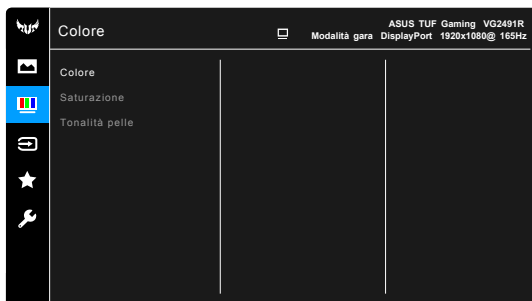 ASUS TUF Gaming VG2491R
Colore
Modalità gara DisplayPort 1920x1080@ 165Hz
Colore
Saturazione
Tonalità pelle